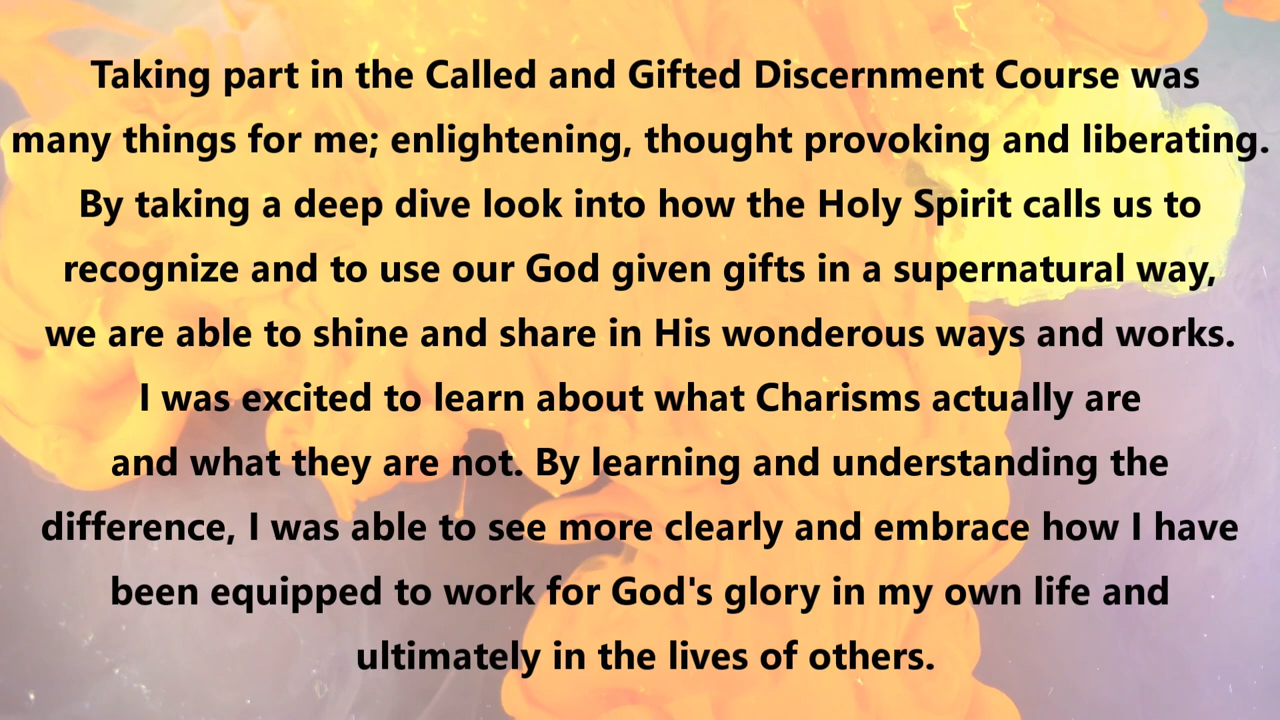 Taking part in the Called and Gifted Discernment Course was
many things for me; enlightening, thought provoking and liberating.
By taking a deep dive look into how the Holy Spirit calls us to
recognize and to use our God given gifts in a supernatural way,
we are able to shine and share in His wonderous ways and works.
I was excited to learn about what Charisms actually are
and what they are not. By learning and understanding the
difference, I was able to see more clearly and embrace how I have
been equipped to work for God's glory in my own life and
ultimately in the lives of others.